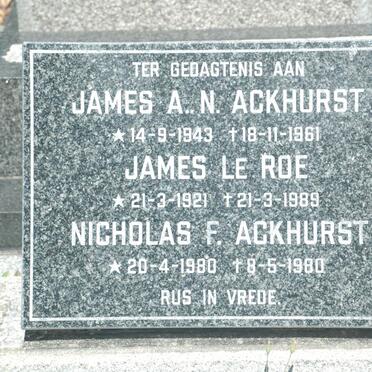 TER GEDAGTENIS AAN
JAMES A.. N. ACKHURST
★ 14-9-1943 †18-11-1961
JAMES LE ROE
★ 21-3-1921 †21-3-1989
NICHOLAS F. ACKHURST
★ 20-4-1980 †8-5-1980
RUS IN VREDE.